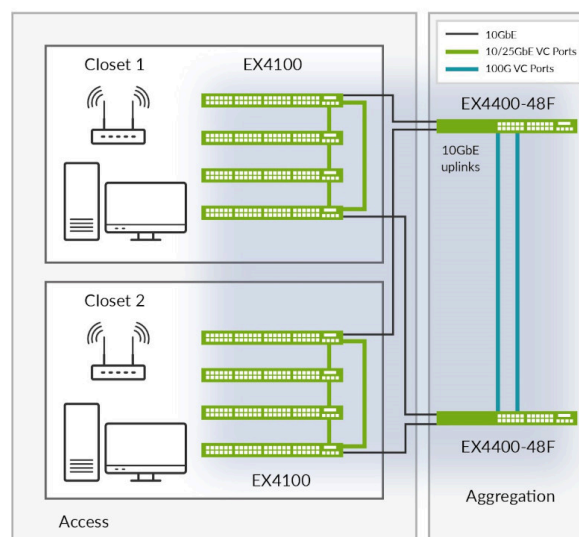 10GbE
10/25GbE VC Ports
100G VC Ports
Closet 1
EX4100
EX4400-48F
10GbE
uplinks
Closet 2
EX4100
EX4400-48F
Aggregation
Access